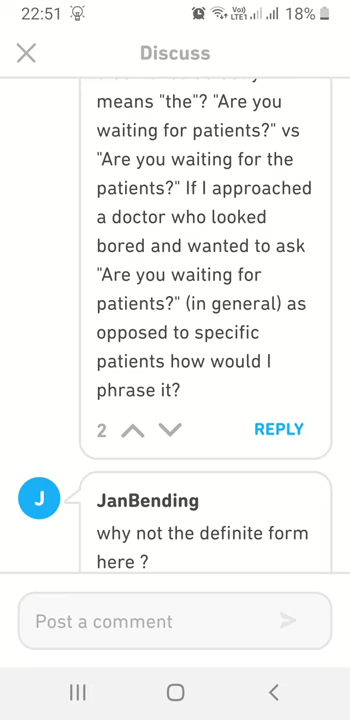 22:51 Vo) LTE1 18%
Discuss
means "the"? "Are you
waiting for patients?" vs
"Are you waiting for the
patients?" If I approached
a doctor who looked
bored and wanted to ask
"Are you waiting for
patients?" (in general) as
opposed to specific
patients how would I
phrase it?
2 REPLY
J
JanBending
why not the definite form
here ?
Post a comment